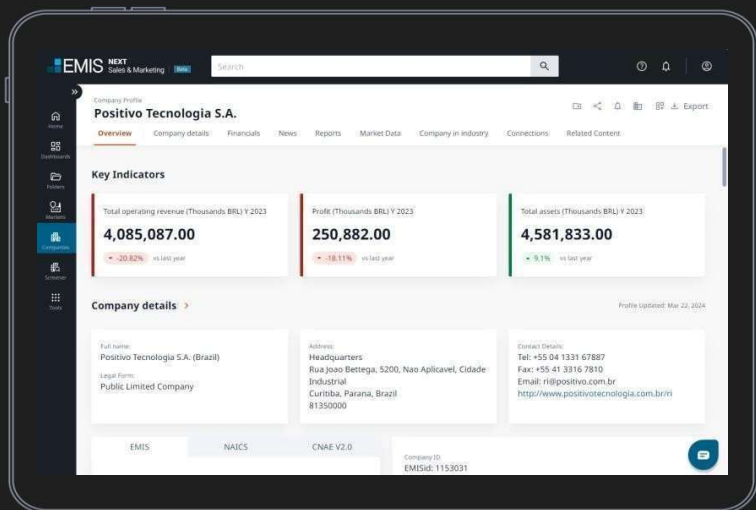 EMIS NEXT
Sales & Marketing Beta
Search
Home
Dashboards
Folders
Markets
Companies
Screener
Tools
Company Profile
Positivo Tecnologia S.A.
Export
Overview Company details Financials News Reports Market Data Company in industry Connections Related Content
Key Indicators
Total operating revenue (Thousands BRL) Y 2023
4,085,087.00
-20.82% vs last year
Profit (Thousands BRL) Y 2023
250,882.00
-18.11% vs last year
Total assets (Thousands BRL) Y 2023
4,581,833.00
9.1% vs last year
Company details >
Profile Updated: Mar 22, 2024
Full name:
Positivo Tecnologia S.A. (Brazil)
Legal Form:
Public Limited Company
Address:
Headquarters
Rua Joao Bettega, 5200, Nao Aplicavel, Cidade
Industrial
Curitiba, Parana, Brazil
81350000
Contact Details:
Tel: +55 04 1331 67887
Fax: +55 41 3316 7810
Email: ri@positivo.com.br
http://www.positivotecnologia.com.br/ri
EMIS NAICS CNAE V2.0
Company ID:
EMISid: 1153031